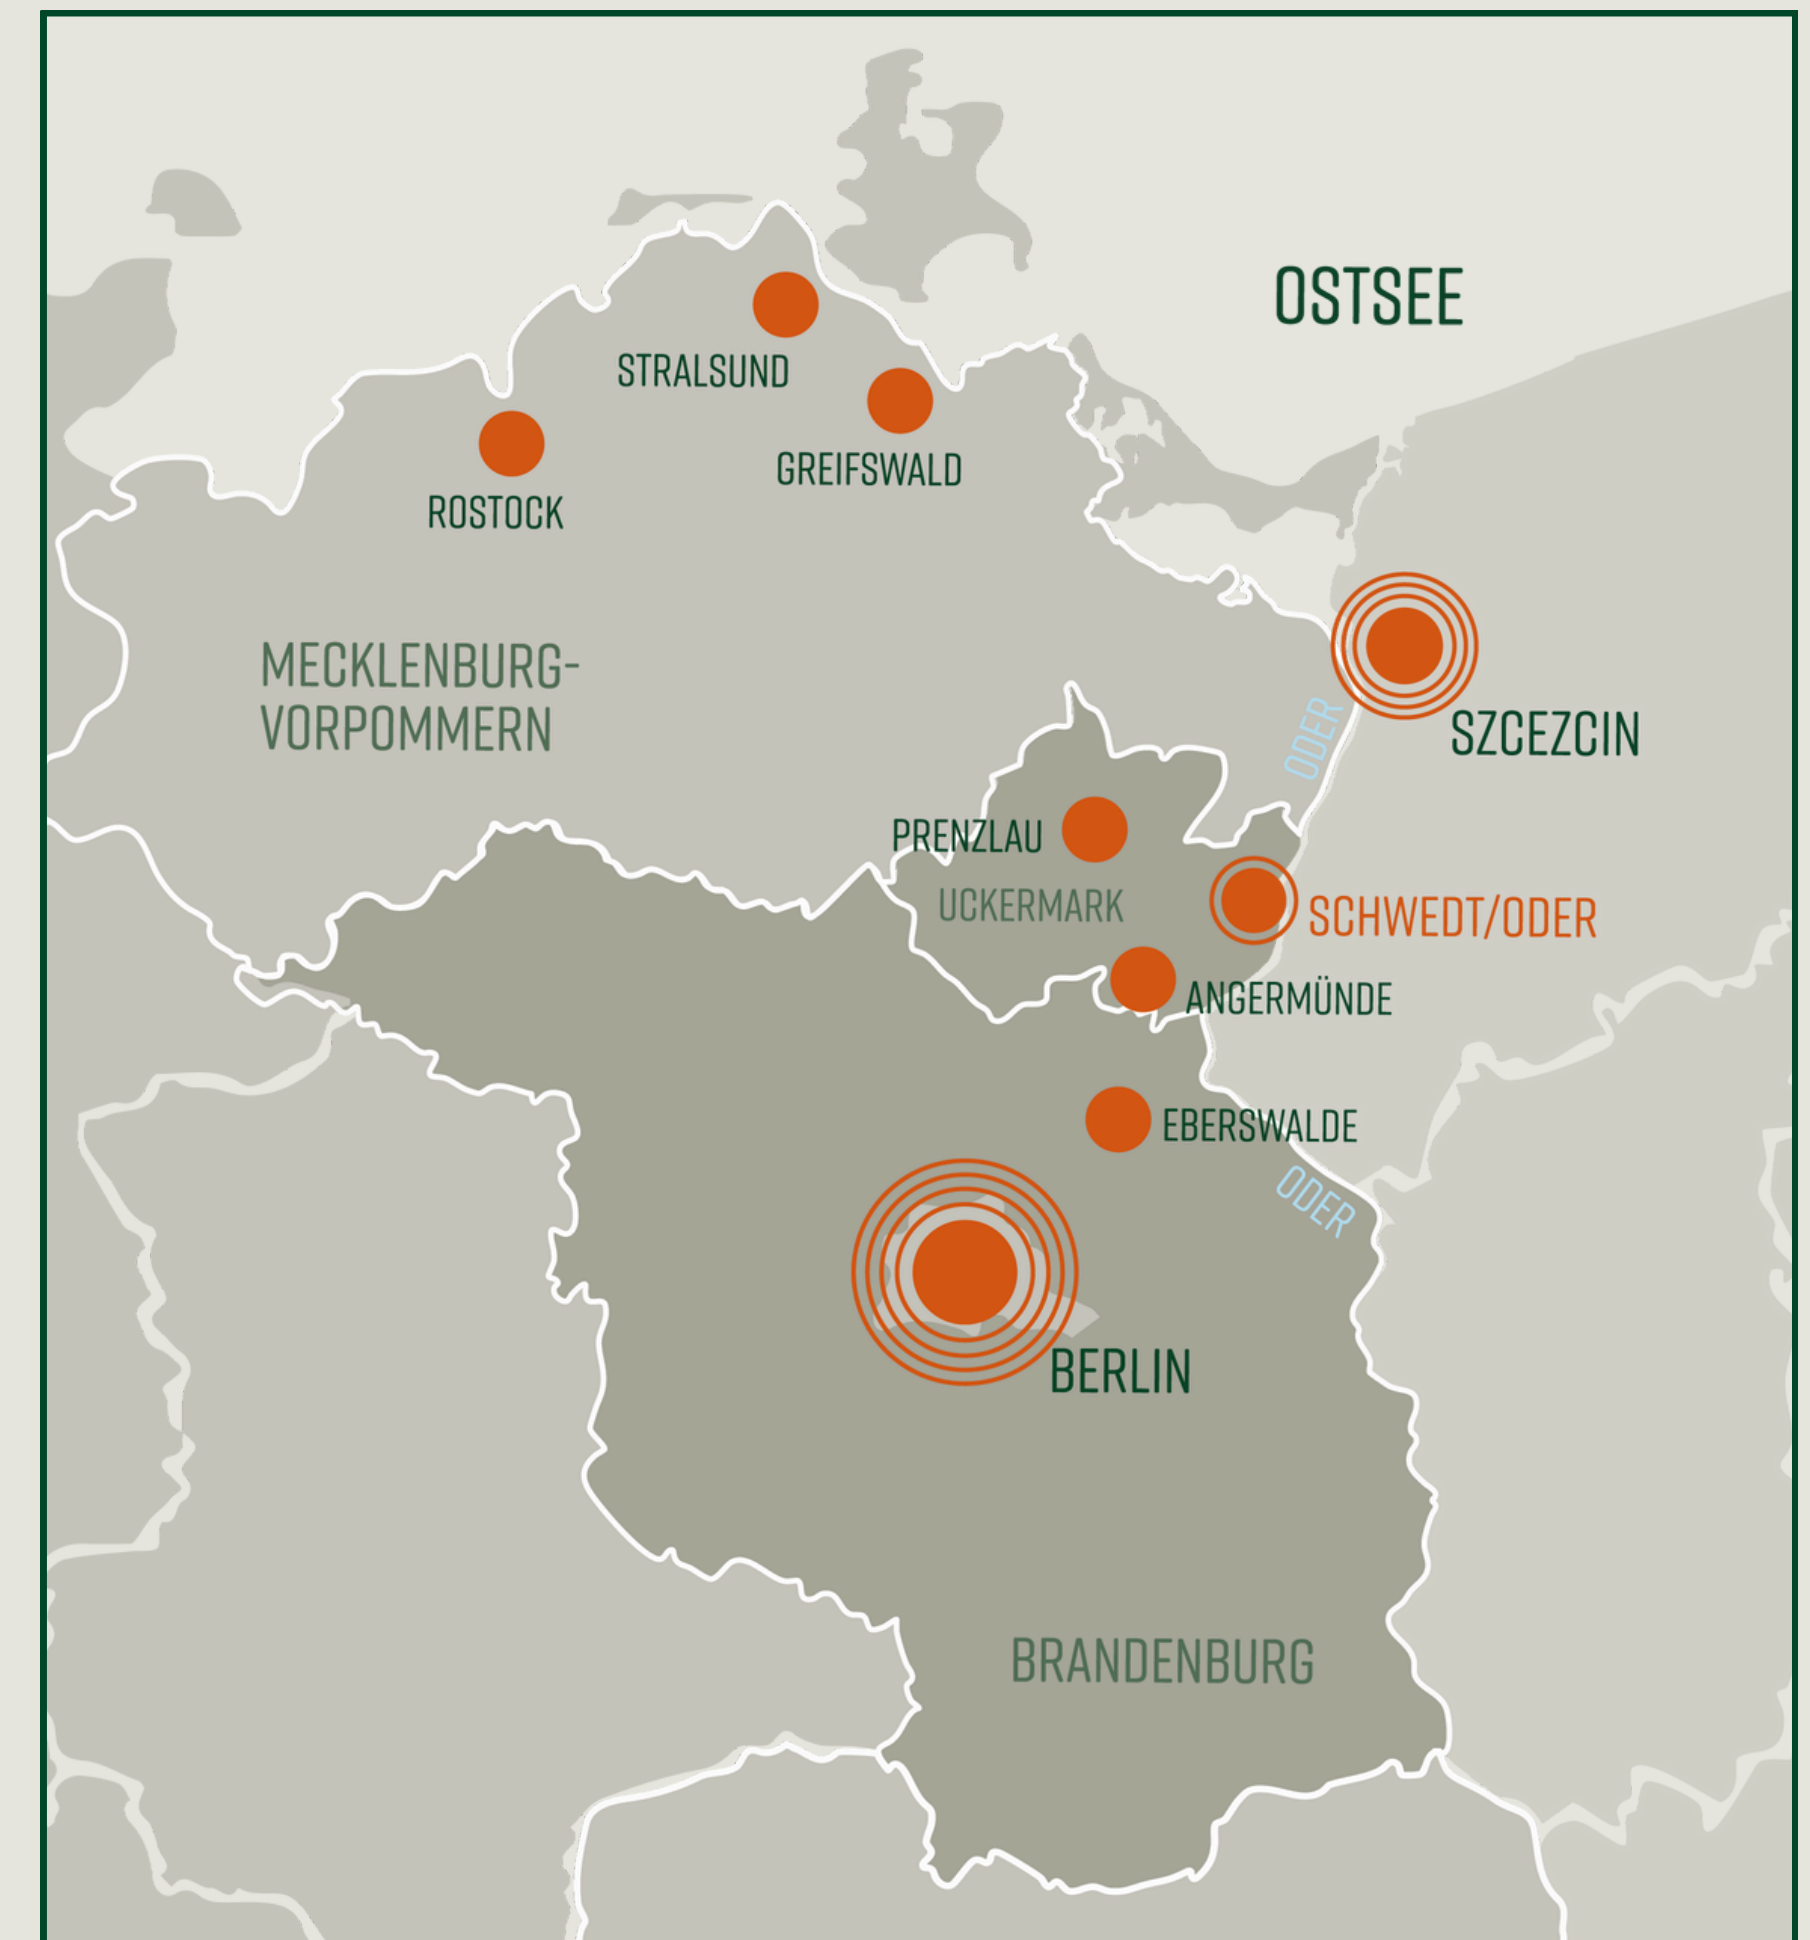 OSTSEE
STRALSUND
GREIFSWALD
ROSTOCK
MECKLENBURG-
VORPOMMERN
ODER
SZCEZCIN
PRENZLAU
UCKERMARK
SCHWEDT/ODER
ANGERMÜNDE
EBERSWALDE
ODER
BERLIN
BRANDENBURG